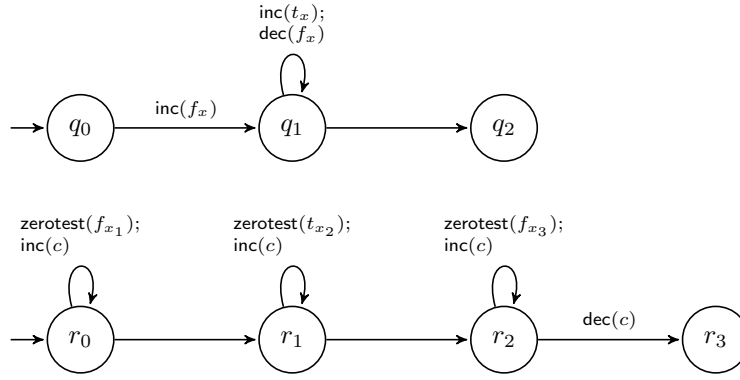 inc(t_x);
dec(f_x)
q_0 inc(f_x) q_1 q_2
zerotest(f_{x_1}); zerotest(t_{x_2}); zerotest(f_{x_3});
inc(c) inc(c) inc(c)
r_0 r_1 r_2 dec(c) r_3